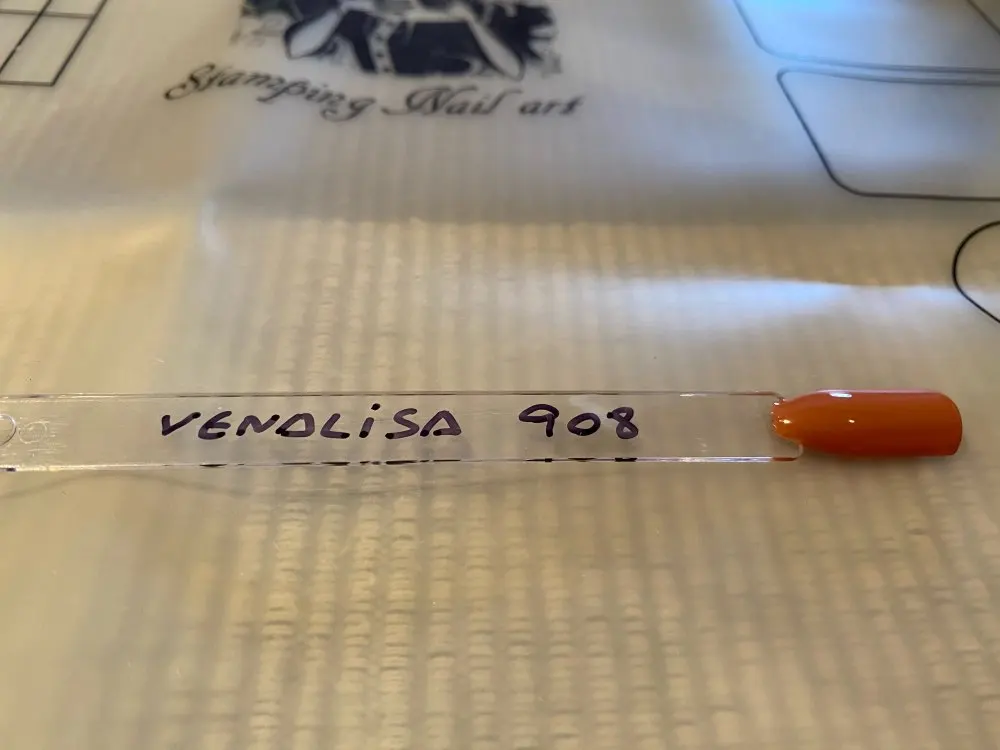 Stamping Nail art
VENALiSA 908